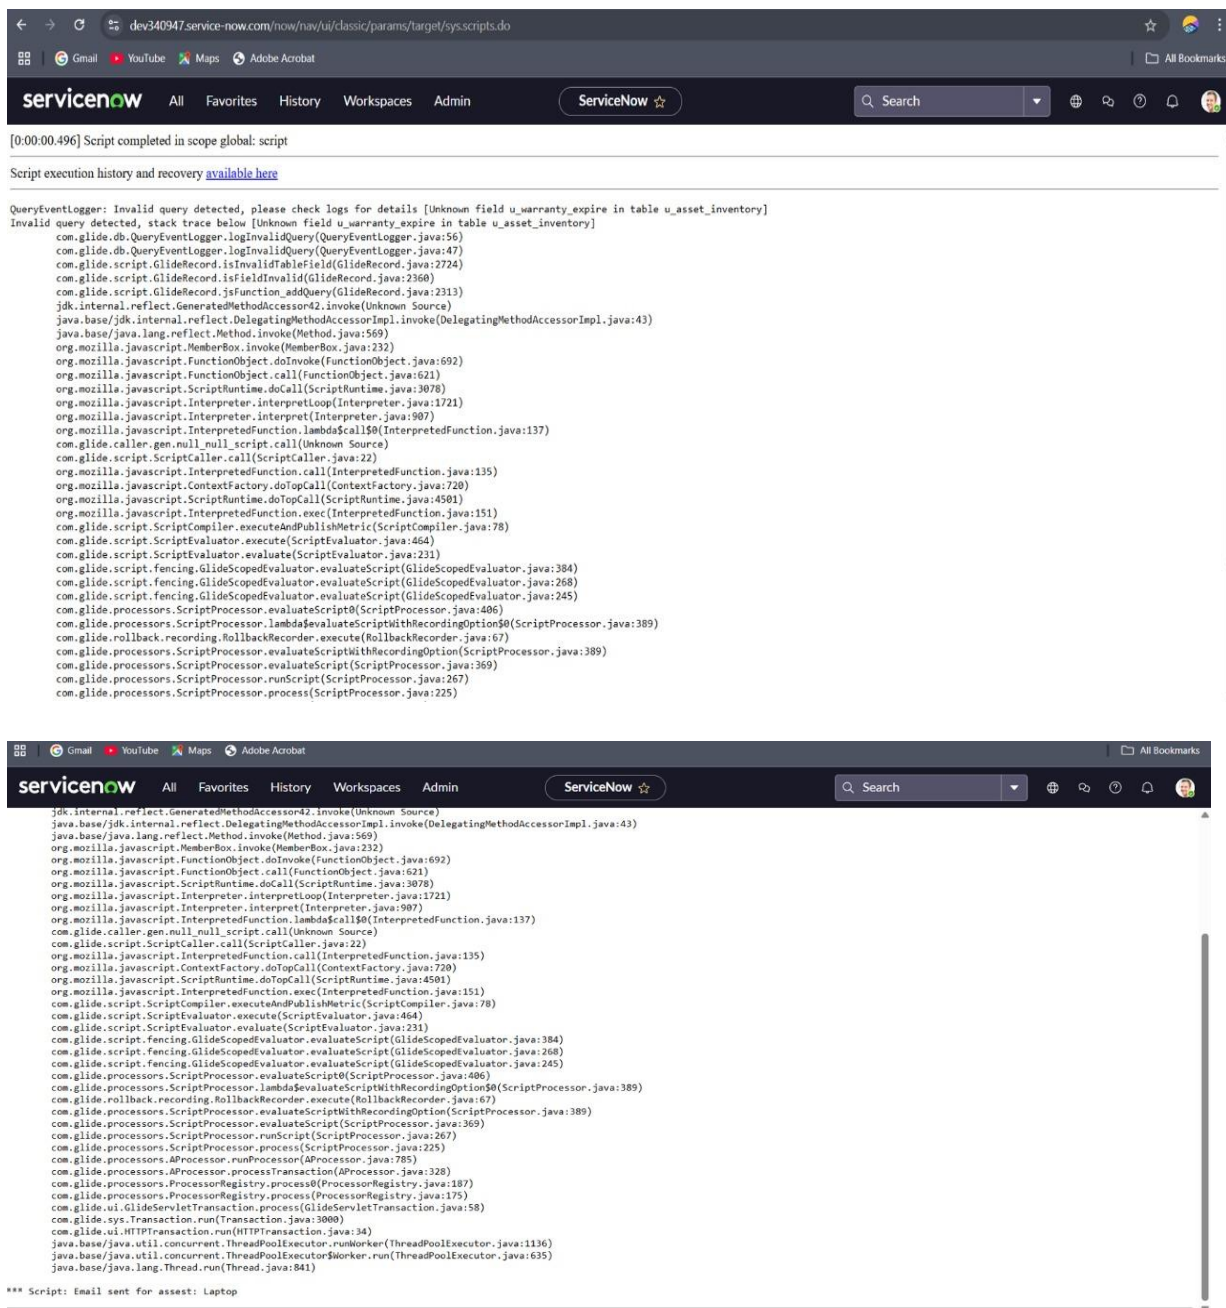 dev340947.service-now.com/now/nav/ui/classic/params/target/sys.scripts.do
Gmail YouTube Maps Adobe Acrobat All Bookmarks
servicenow All Favorites History Workspaces Admin ServiceNow Search
[0:00:00.496] Script completed in scope global: script
Script execution history and recovery available here
QueryEventLogger: Invalid query detected, please check logs for details [Unknown field u_warranty_expire in table u_asset_inventory]
Invalid query detected, stack trace below [Unknown field u_warranty_expire in table u_asset_inventory]
com.glide.db.QueryEventLogger.logInvalidQuery(QueryEventLogger.java:56)
com.glide.db.QueryEventLogger.logInvalidQuery(QueryEventLogger.java:47)
com.glide.script.GlideRecord.isInvalidTableField(GlideRecord.java:2724)
com.glide.script.GlideRecord.isFieldInvalid(GlideRecord.java:2360)
com.glide.script.GlideRecord.jsFunction_addQuery(GlideRecord.java:2313)
jdk.internal.reflect.GeneratedMethodAccessor42.invoke(Unknown Source)
java.base/jdk.internal.reflect.DelegatingMethodAccessorImpl.invoke(DelegatingMethodAccessorImpl.java:43)
java.base/java.lang.reflect.Method.invoke(Method.java:569)
org.mozilla.javascript.MemberBox.invoke(MemberBox.java:232)
org.mozilla.javascript.FunctionObject.doInvoke(FunctionObject.java:692)
org.mozilla.javascript.FunctionObject.call(FunctionObject.java:621)
org.mozilla.javascript.ScriptRuntime.doCall(ScriptRuntime.java:3078)
org.mozilla.javascript.Interpreter.interpretLoop(Interpreter.java:1721)
org.mozilla.javascript.Interpreter.interpret(Interpreter.java:907)
org.mozilla.javascript.InterpretedFunction.lambda$call$0(InterpretedFunction.java:137)
com.glide.caller.gen.null_null_script.call(Unknown Source)
com.glide.script.ScriptCaller.call(ScriptCaller.java:22)
org.mozilla.javascript.InterpretedFunction.call(InterpretedFunction.java:135)
org.mozilla.javascript.ContextFactory.doTopCall(ContextFactory.java:720)
org.mozilla.javascript.ScriptRuntime.doTopCall(ScriptRuntime.java:4501)
org.mozilla.javascript.InterpretedFunction.exec(InterpretedFunction.java:151)
com.glide.script.ScriptCompiler.executeAndPublishMetric(ScriptCompiler.java:78)
com.glide.script.ScriptEvaluator.execute(ScriptEvaluator.java:464)
com.glide.script.ScriptEvaluator.evaluate(ScriptEvaluator.java:231)
com.glide.script.fencing.GlideScopedEvaluator.evaluateScript(GlideScopedEvaluator.java:384)
com.glide.script.fencing.GlideScopedEvaluator.evaluateScript(GlideScopedEvaluator.java:268)
com.glide.script.fencing.GlideScopedEvaluator.evaluateScript(GlideScopedEvaluator.java:245)
com.glide.processors.ScriptProcessor.evaluateScript0(ScriptProcessor.java:406)
com.glide.processors.ScriptProcessor.lambda$evaluateScriptWithRecordingOption$0(ScriptProcessor.java:389)
com.glide.rollback.recording.RollbackRecorder.execute(RollbackRecorder.java:67)
com.glide.processors.ScriptProcessor.evaluateScriptWithRecordingOption(ScriptProcessor.java:389)
com.glide.processors.ScriptProcessor.evaluateScript(ScriptProcessor.java:369)
com.glide.processors.ScriptProcessor.runScript(ScriptProcessor.java:267)
com.glide.processors.ScriptProcessor.process(ScriptProcessor.java:225)
Gmail YouTube Maps Adobe Acrobat All Bookmarks
servicenow All Favorites History Workspaces Admin ServiceNow Search
jdk.internal.reflect.GeneratedMethodAccessor42.invoke(Unknown Source)
java.base/jdk.internal.reflect.DelegatingMethodAccessorImpl.invoke(DelegatingMethodAccessorImpl.java:43)
java.base/java.lang.reflect.Method.invoke(Method.java:569)
org.mozilla.javascript.MemberBox.invoke(MemberBox.java:232)
org.mozilla.javascript.FunctionObject.doInvoke(FunctionObject.java:692)
org.mozilla.javascript.FunctionObject.call(FunctionObject.java:621)
org.mozilla.javascript.ScriptRuntime.doCall(ScriptRuntime.java:3078)
org.mozilla.javascript.Interpreter.interpretLoop(Interpreter.java:1721)
org.mozilla.javascript.Interpreter.interpret(Interpreter.java:907)
org.mozilla.javascript.InterpretedFunction.lambda$call$0(InterpretedFunction.java:137)
com.glide.caller.gen.null_null_script.call(Unknown Source)
com.glide.script.ScriptCaller.call(ScriptCaller.java:22)
org.mozilla.javascript.InterpretedFunction.call(InterpretedFunction.java:135)
org.mozilla.javascript.ContextFactory.doTopCall(ContextFactory.java:720)
org.mozilla.javascript.ScriptRuntime.doTopCall(ScriptRuntime.java:4501)
org.mozilla.javascript.InterpretedFunction.exec(InterpretedFunction.java:151)
com.glide.script.ScriptCompiler.executeAndPublishMetric(ScriptCompiler.java:78)
com.glide.script.ScriptEvaluator.execute(ScriptEvaluator.java:464)
com.glide.script.ScriptEvaluator.evaluate(ScriptEvaluator.java:231)
com.glide.script.fencing.GlideScopedEvaluator.evaluateScript(GlideScopedEvaluator.java:384)
com.glide.script.fencing.GlideScopedEvaluator.evaluateScript(GlideScopedEvaluator.java:268)
com.glide.script.fencing.GlideScopedEvaluator.evaluateScript(GlideScopedEvaluator.java:245)
com.glide.processors.ScriptProcessor.evaluateScript0(ScriptProcessor.java:406)
com.glide.processors.ScriptProcessor.lambda$evaluateScriptWithRecordingOption$0(ScriptProcessor.java:389)
com.glide.rollback.recording.RollbackRecorder.execute(RollbackRecorder.java:67)
com.glide.processors.ScriptProcessor.evaluateScriptWithRecordingOption(ScriptProcessor.java:389)
com.glide.processors.ScriptProcessor.evaluateScript(ScriptProcessor.java:369)
com.glide.processors.ScriptProcessor.runScript(ScriptProcessor.java:267)
com.glide.processors.ScriptProcessor.process(ScriptProcessor.java:225)
com.glide.processors.AProcessor.runProcessor(AProcessor.java:785)
com.glide.processors.AProcessor.processTransaction(AProcessor.java:328)
com.glide.processors.ProcessorRegistry.process0(ProcessorRegistry.java:187)
com.glide.processors.ProcessorRegistry.process(ProcessorRegistry.java:175)
com.glide.ui.GlideServletTransaction.process(GlideServletTransaction.java:58)
com.glide.sys.Transaction.run(Transaction.java:3000)
com.glide.ui.HTTPTransaction.run(HTTPTransaction.java:34)
java.base/java.util.concurrent.ThreadPoolExecutor.runWorker(ThreadPoolExecutor.java:1136)
java.base/java.util.concurrent.ThreadPoolExecutor$Worker.run(ThreadPoolExecutor.java:635)
java.base/java.lang.Thread.run(Thread.java:841)
*** Script: Email sent for assest: Laptop